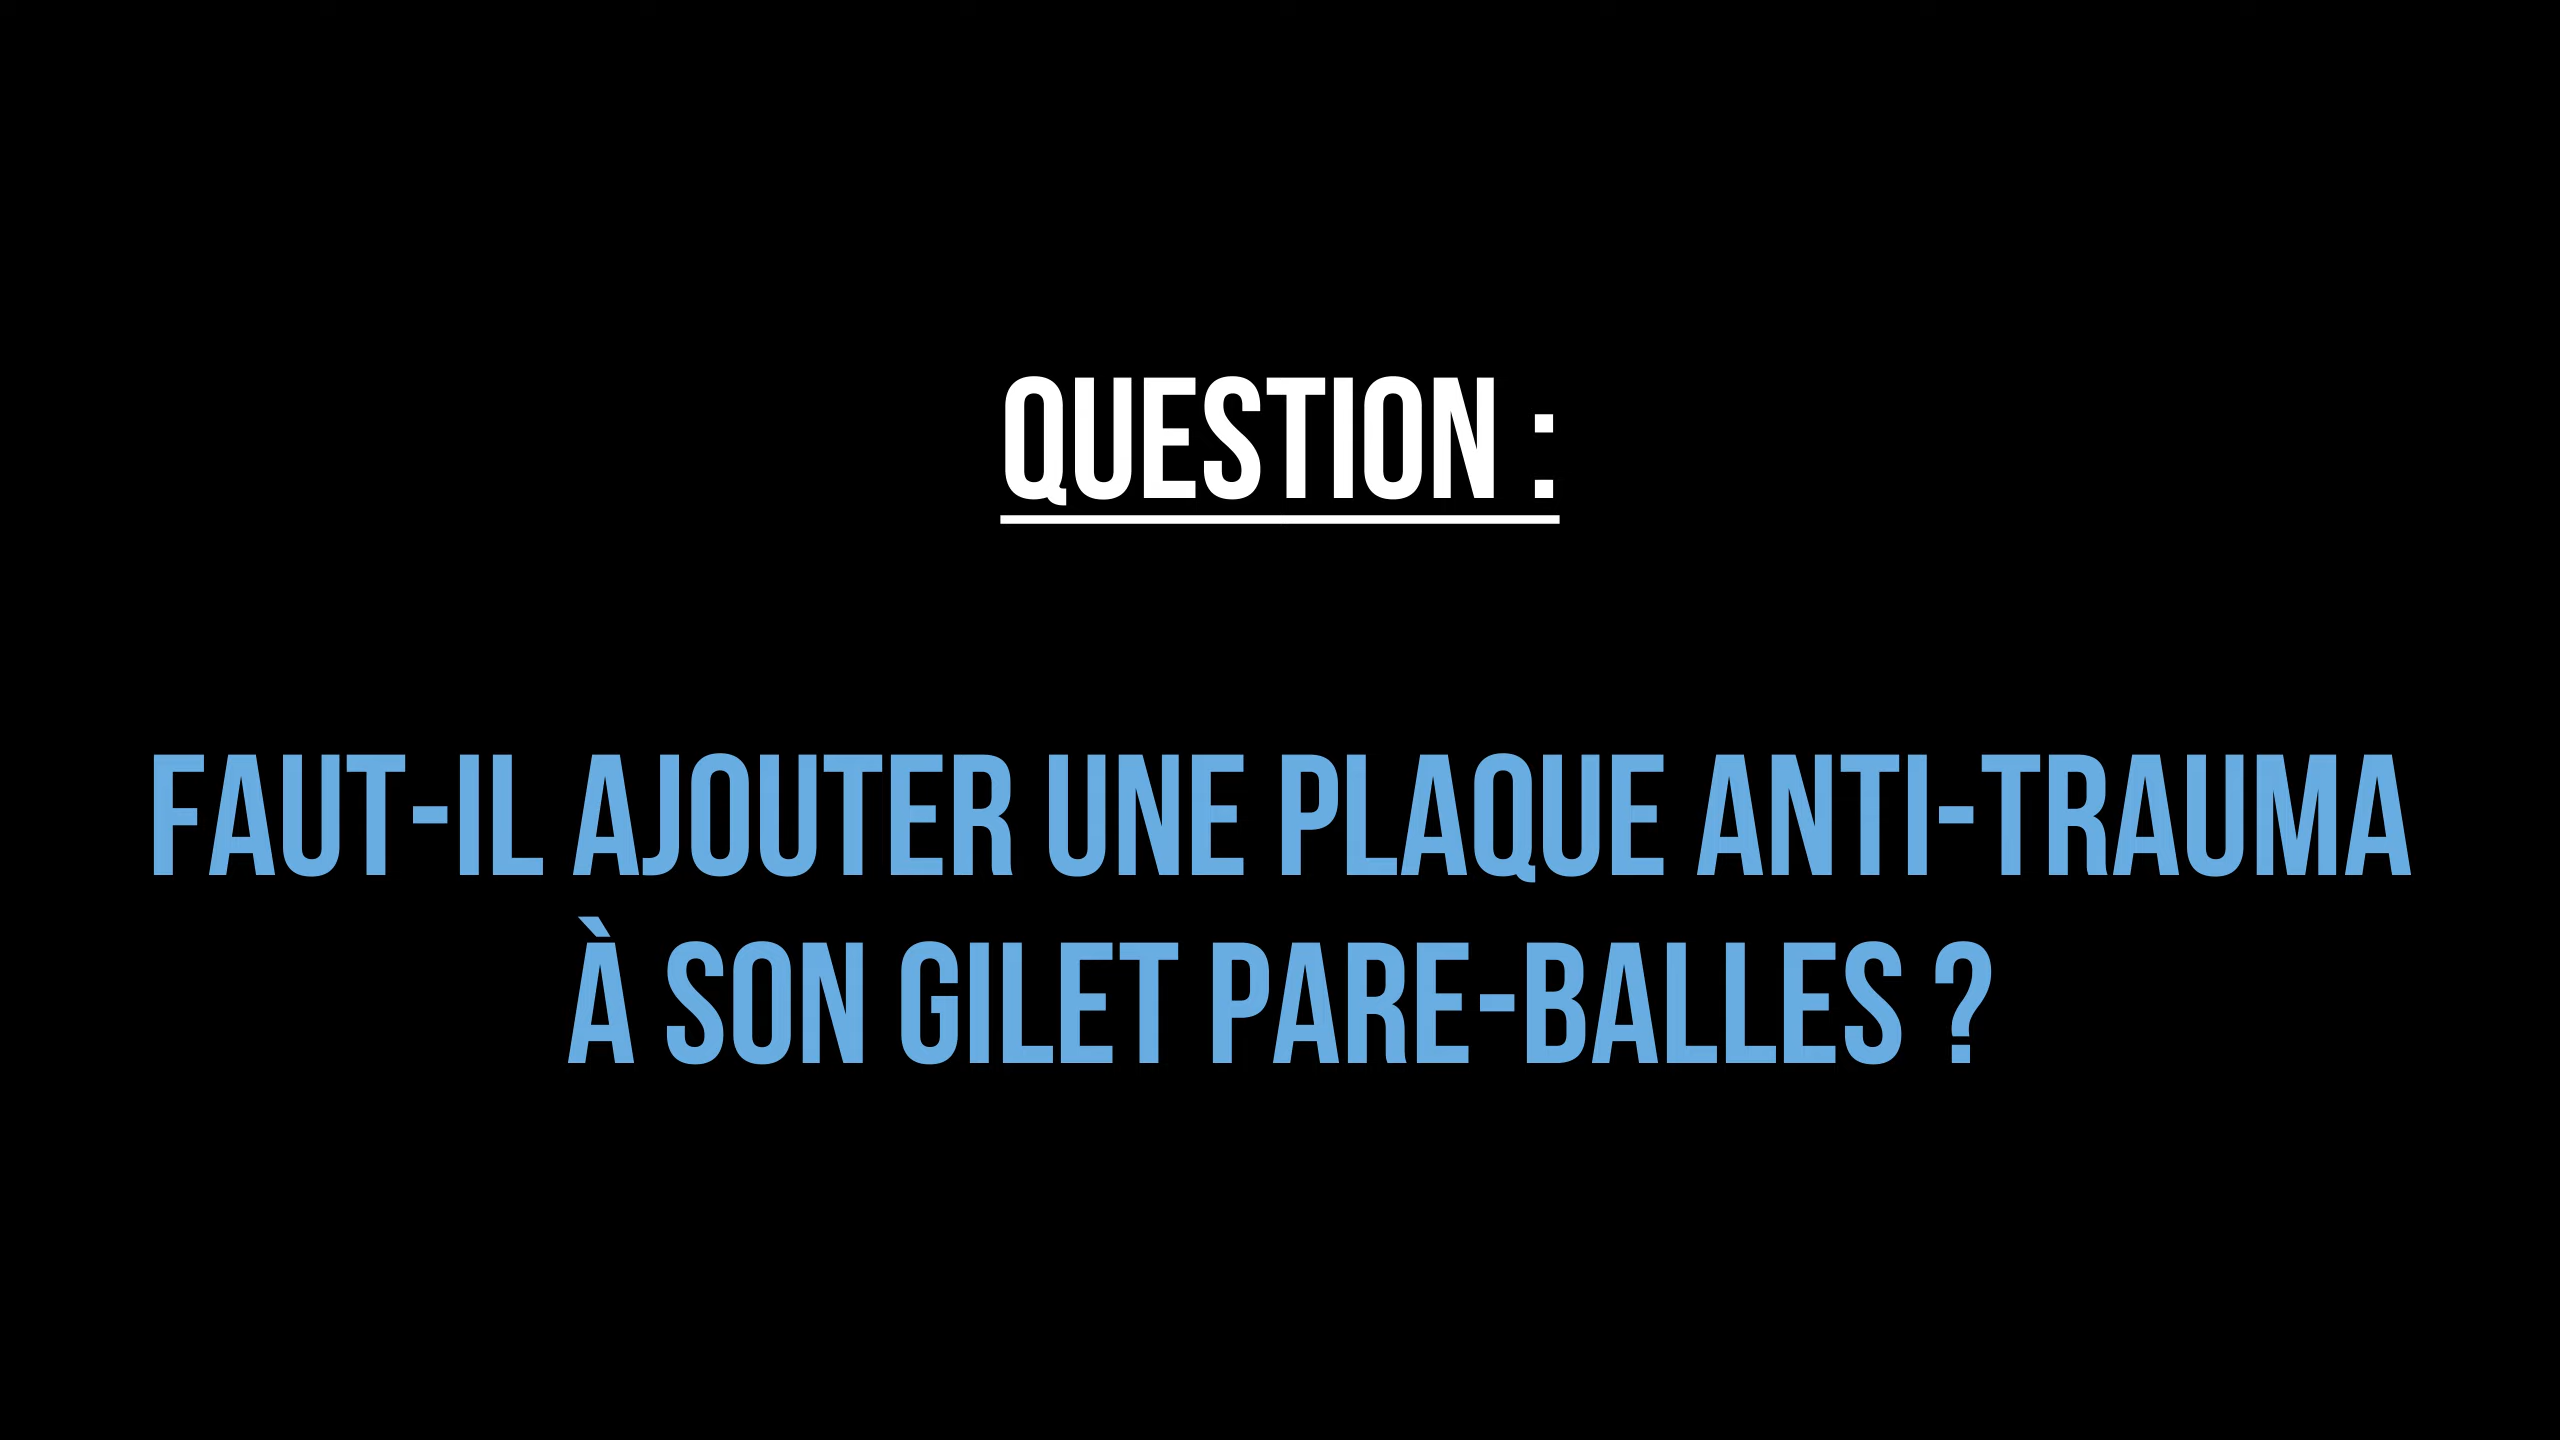 QUESTION :
FAUT-IL AJOUTER UNE PLAQUE ANTI-TRAUMA
À SON GILET PARE-BALLES ?